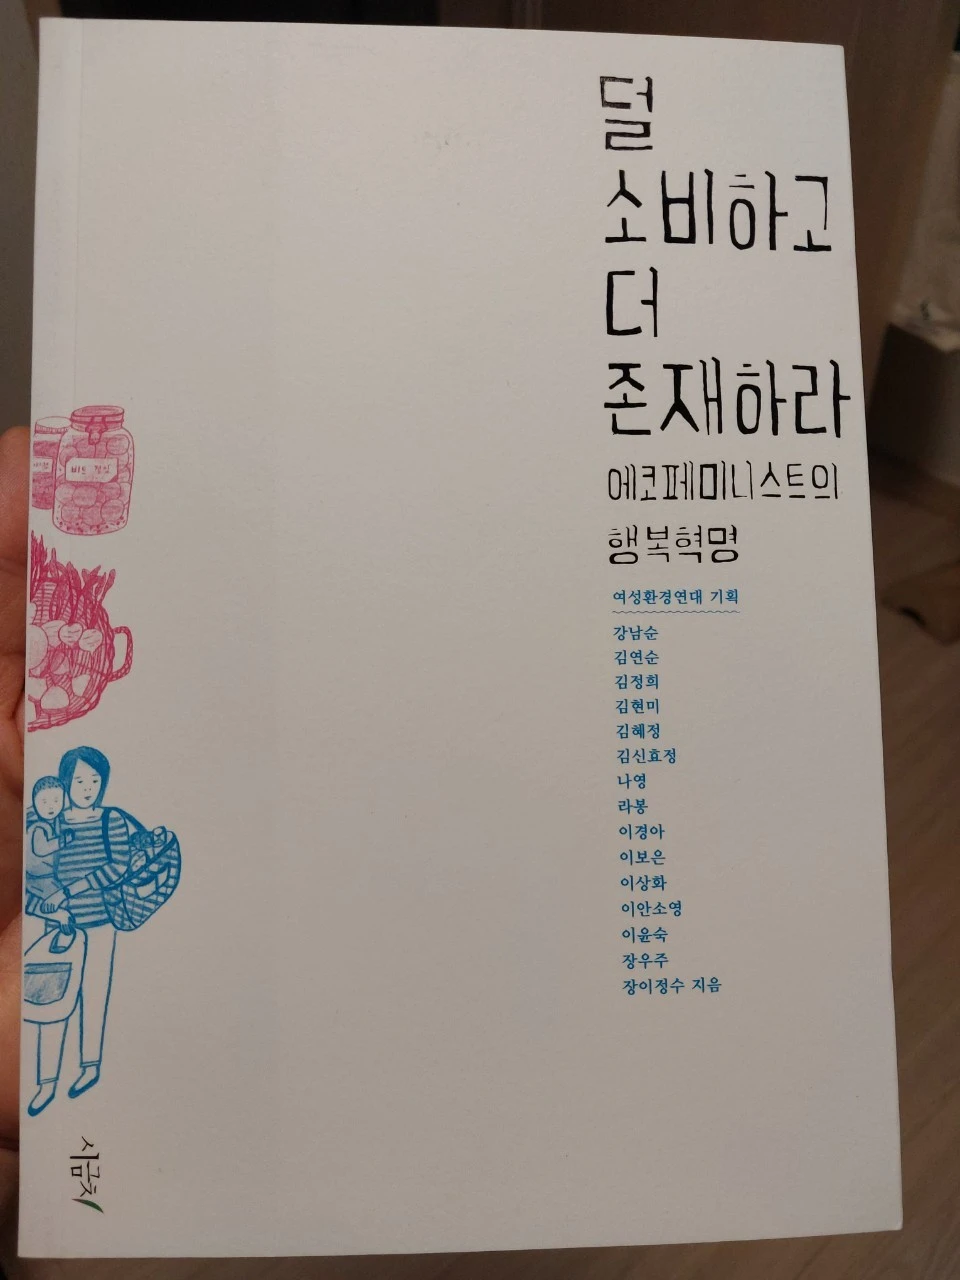 덜
소비하고
더
존재하라
에코페미니스트의
행복혁명
여성환경연대 기획
강남순
김연순
김정희
김현미
김혜정
김신효정
나영
라봉
이경아
이보은
이상화
이안소영
이윤숙
장우주
장이정수 지음
시금치